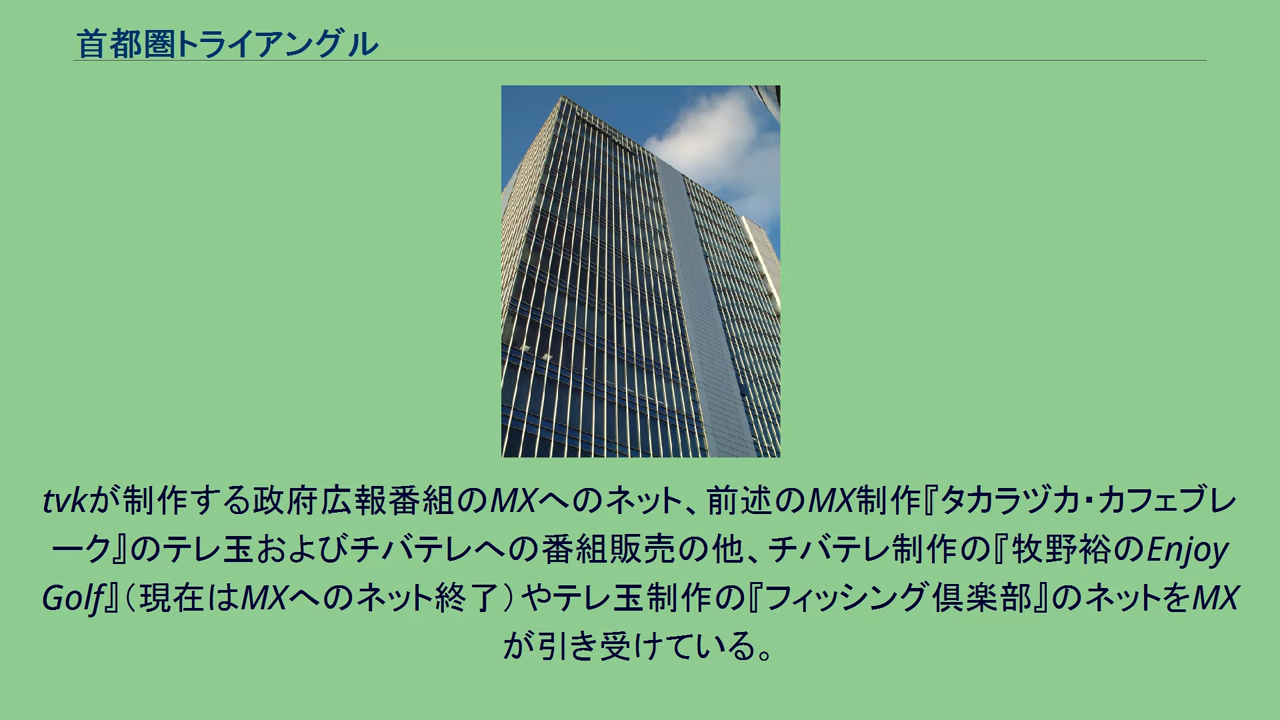 首都圏トライアングル
tvkが制作する政府広報番組のMXへのネット、前述のMX制作『タカラヅカ・カフェブレ
ーク』のテレ玉およびチバテレへの番組販売の他、チバテレ制作の『牧野裕のEnjoy
Golf』（現在はMXへのネット終了）やテレ玉制作の『フィッシング倶楽部』のネットをMX
が引き受けている。